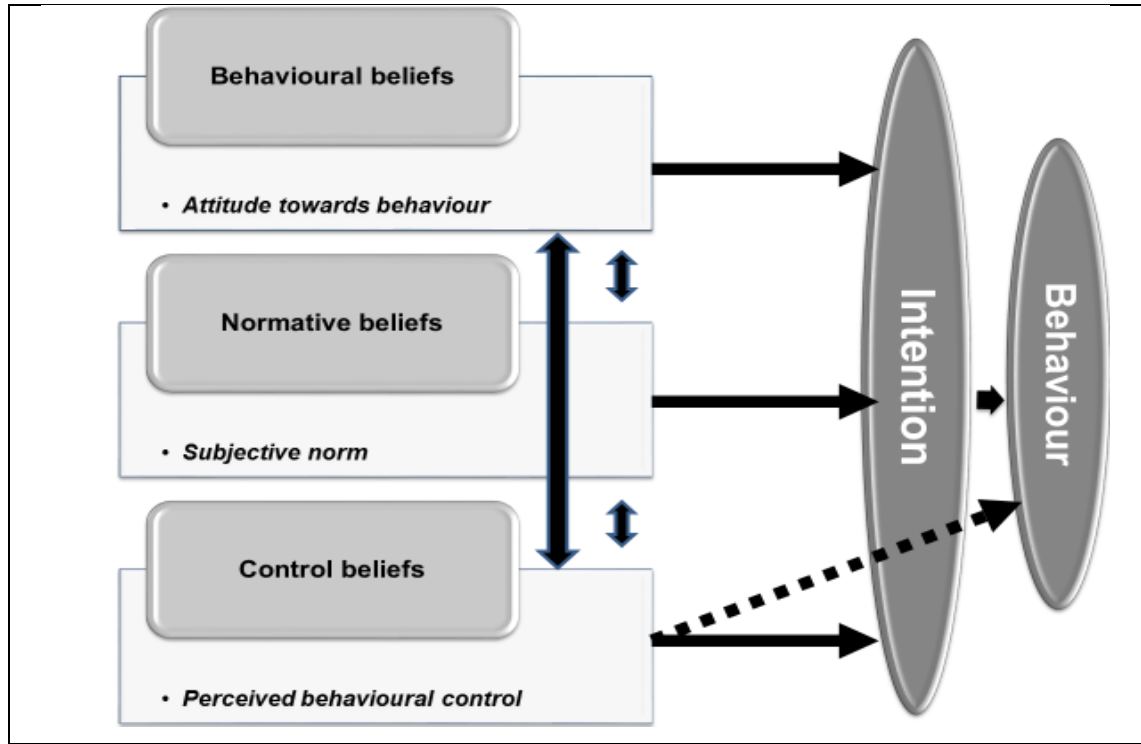 Behavioural beliefs
• Attitude towards behaviour
Normative beliefs
• Subjective norm
Control beliefs
• Perceived behavioural control
Intention
Behaviour